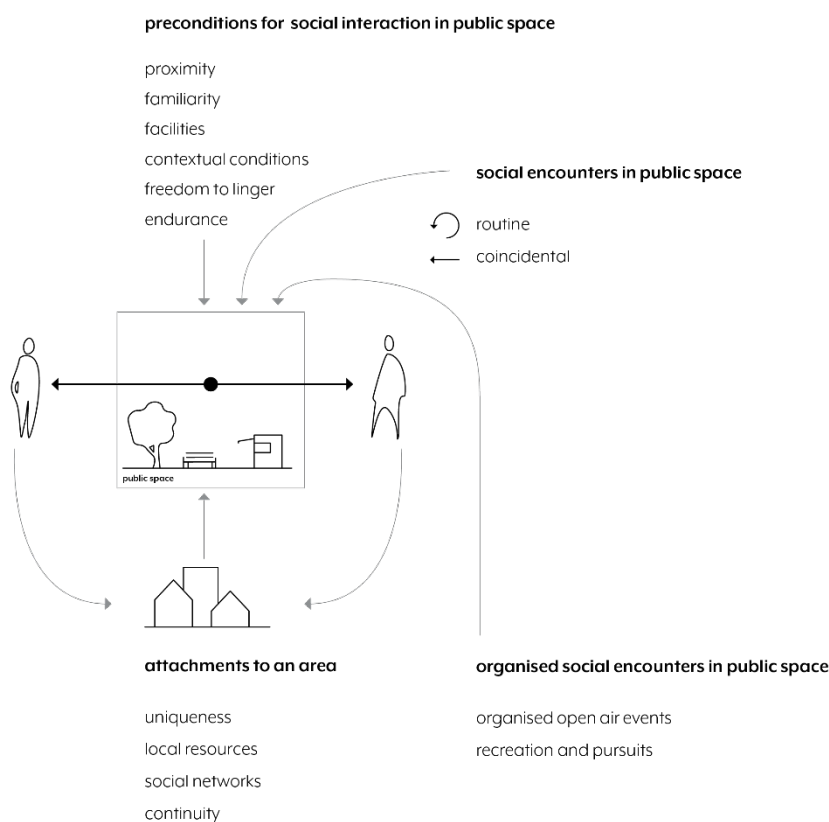 preconditions for social interaction in public space
proximity
familiarity
facilities
contextual conditions
freedom to linger
endurance
social encounters in public space
routine
coincidental
public space
attachments to an area
uniqueness
local resources
social networks
continuity
organised social encounters in public space
organised open air events
recreation and pursuits